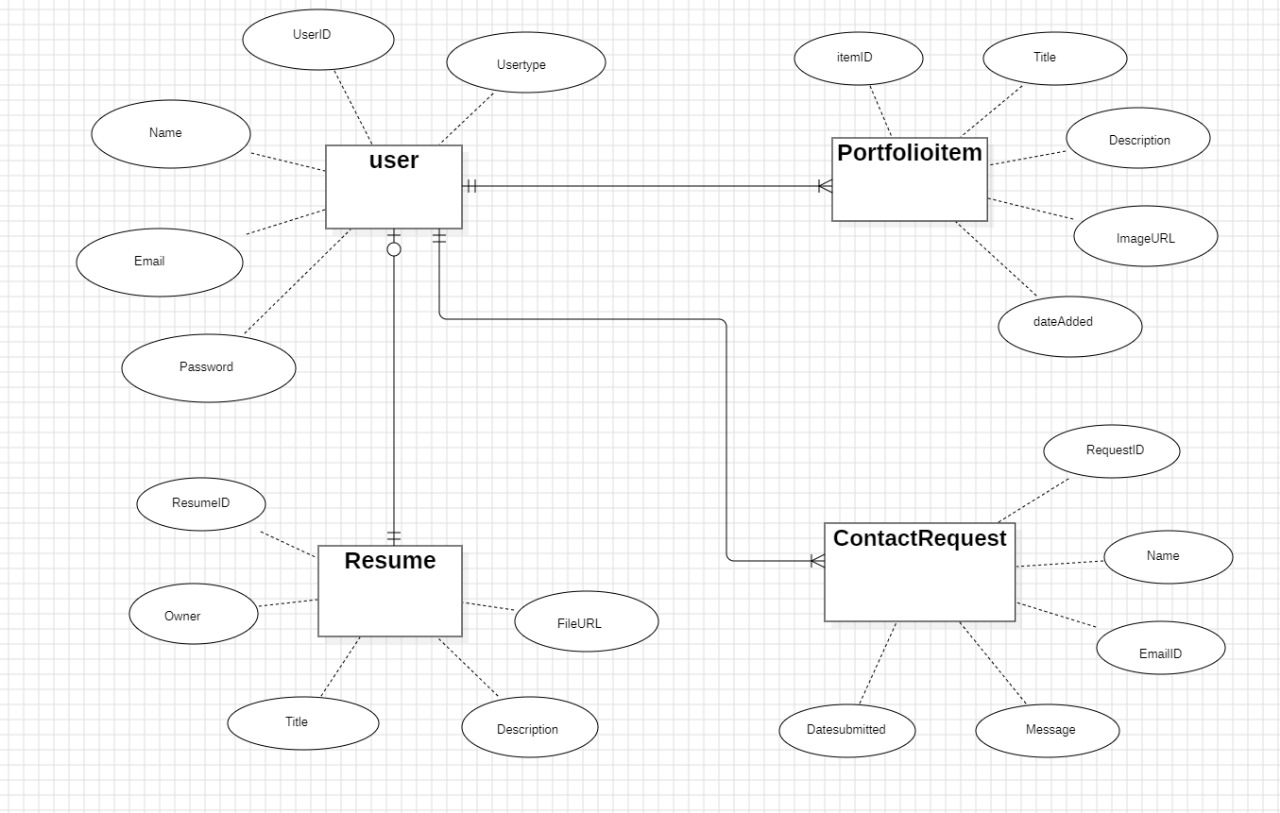 UserID
Usertype
Name
user
Email
Password
itemID
Title
Portfolioitem
Description
ImageURL
dateAdded
ResumeID
Resume
Owner
FileURL
Title
Description
RequestID
ContactRequest
Name
EmailID
Datesubmitted
Message